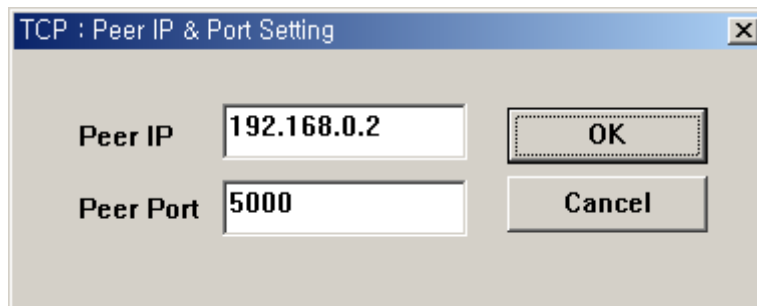 TCP : Peer IP & Port Setting
Peer IP
192.168.0.2
OK
Peer Port
5000
Cancel